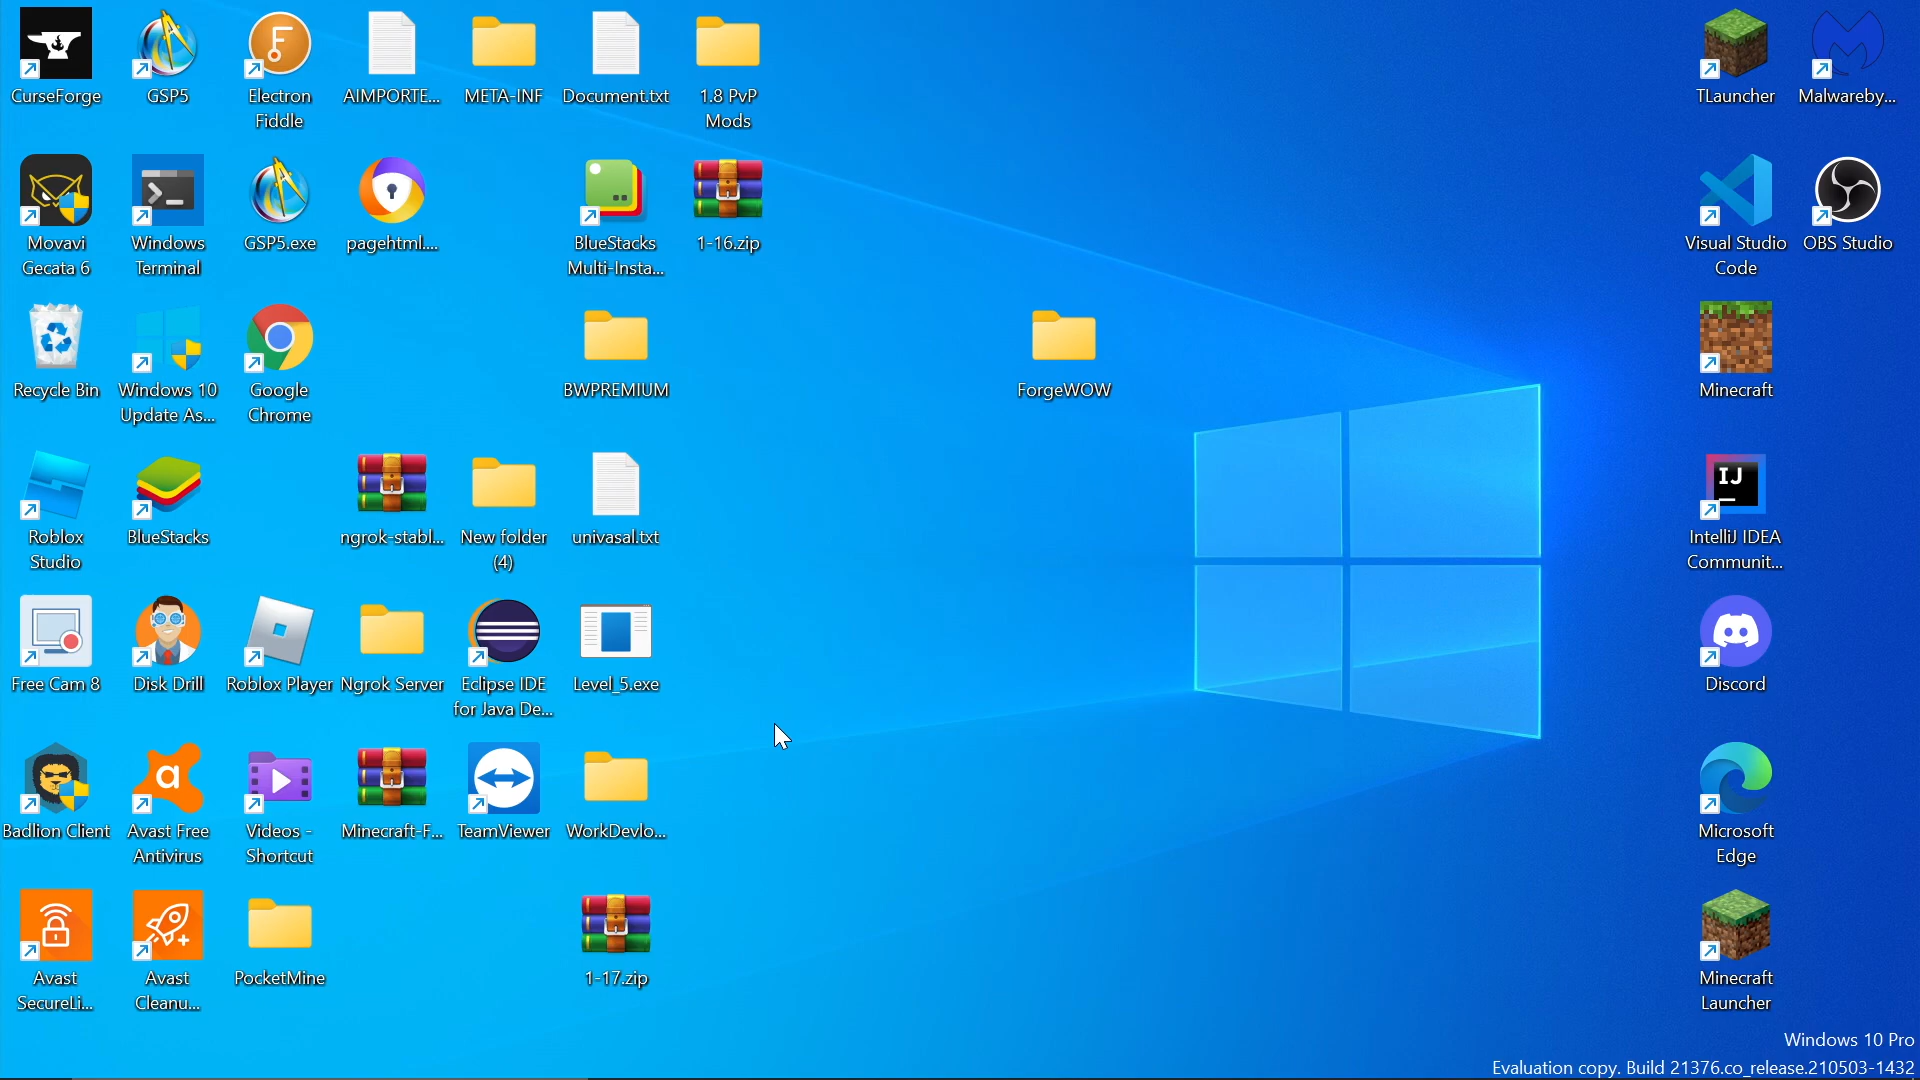 CurseForge
GSP5
Electron
Fiddle
AIMPORTE...
META-INF
Document.txt
1.8 PvP
Mods
TLauncher
Malwareby...
Movavi
Gecata 6
Windows
Terminal
GSP5.exe
pagehtml....
BlueStacks
Multi-Insta...
1-16.zip
Visual Studio
Code
OBS Studio
Recycle Bin
Windows 10
Update As...
Google
Chrome
BWPREMIUM
ForgeWOW
Minecraft
Roblox
Studio
BlueStacks
ngrok-stabl...
New folder
(4)
univasal.txt
IJ
IntelliJ IDEA
Communit...
Free Cam 8
Disk Drill
Roblox Player
Ngrok Server
Eclipse IDE
for Java De...
Level_5.exe
Discord
Badlion Client
Avast Free
Antivirus
Videos -
Shortcut
Minecraft-F...
TeamViewer
WorkDevlo...
Microsoft
Edge
Avast
SecureLi...
Avast
Cleanu...
PocketMine
1-17.zip
Minecraft
Launcher
Windows 10 Pro
Evaluation copy. Build 21376.co_release.210503-1432